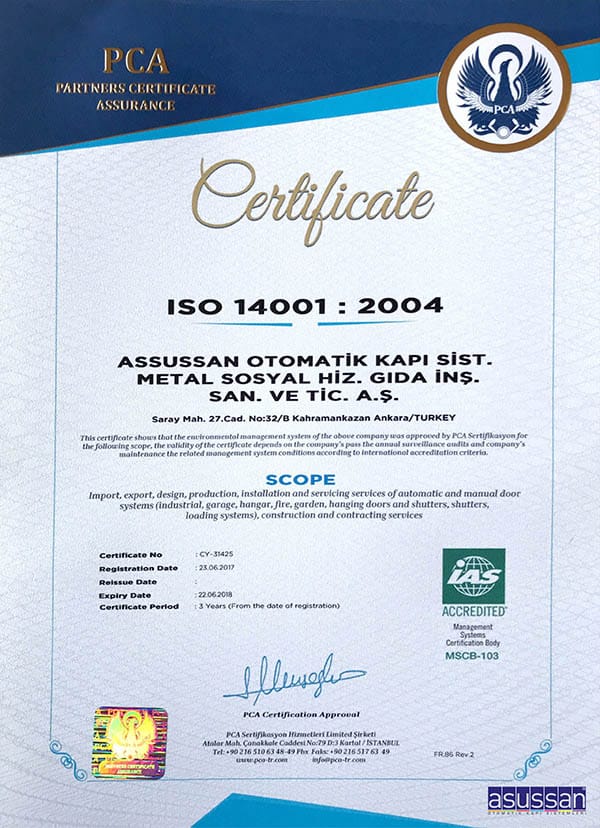 PCA
PARTNERS CERTIFICATE
ASSURANCE
PCA
Certificate
ISO 14001 : 2004
ASSUSSAN OTOMATİK KAPI SİST.
METAL SOSYAL HİZ. GIDA İNŞ.
SAN. VE TİC. A.Ş.
Saray Mah. 27.Cad. No:32/B Kahramankazan Ankara/TURKEY
This certificate shows that the environmental management system of the above company was approved by PCA Sertifikasyon for
the following scope, the validity of the certificate depends on the company's pass the annual surveillance audits and company's
maintenance the related management system conditions according to international accreditation criteria.
SCOPE
Import, export, design, production, installation and servicing services of automatic and manual door
systems (industrial, garage, hangar, fire, garden, hanging doors and shutters, shutters,
loading systems), construction and contracting services
Certificate No : CY-31425
Registration Date : 23.06.2017
Reissue Date :
Expiry Date : 22.06.2018
Certificate Period : 3 Years (From the date of registration)
IAS
ACCREDITED
Management
Systems
Certification Body
MSCB-103
PCA Certification Approval
PCA Sertifikasyon Hizmetleri Limited Şirketi
Atalar Mah. Çanakkale Caddesi No:79 D:3 Kartal / İSTANBUL
Tel: +90 216 510 63 48-49 Pbx Faks: +90 216 517 63 49
www.pca-tr.com info@pca-tr.com
FR.86 Rev.2
PARTNERS CERTIFICATE
ASSURANCE
asussan
OTOMATİK KAPI SİSTEMLERİ